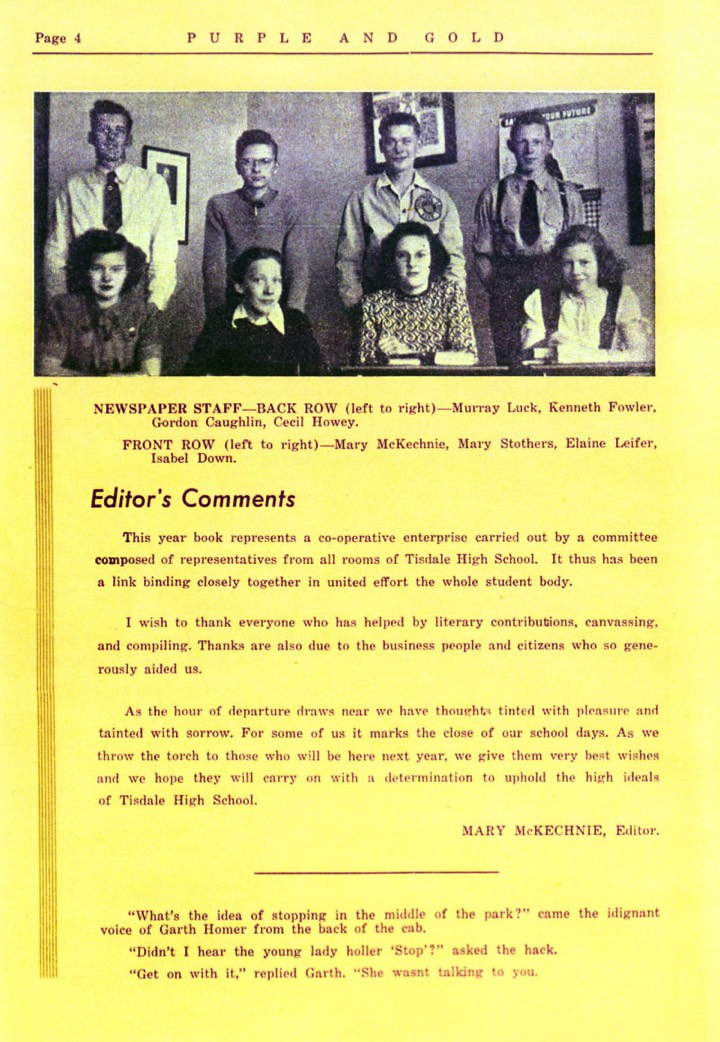 Page 4
PURPLE AND GOLD
YOUR FUTURE
NEWSPAPER STAFF—BACK ROW (left to right)—Murray Luck, Kenneth Fowler,
Gordon Caughlin, Cecil Howey.
FRONT ROW (left to right)—Mary McKechnie, Mary Stothers, Elaine Leifer,
Isabel Down.
Editor's Comments
This year book represents a co-operative enterprise carried out by a committee
composed of representatives from all rooms of Tisdale High School. It thus has been
a link binding closely together in united effort the whole student body.
I wish to thank everyone who has helped by literary contributions, canvassing,
and compiling. Thanks are also due to the business people and citizens who so gene-
rously aided us.
As the hour of departure draws near we have thoughts tinted with pleasure and
tainted with sorrow. For some of us it marks the close of our school days. As we
throw the torch to those who will be here next year, we give them very best wishes
and we hope they will carry on with a determination to uphold the high ideals
of Tisdale High School.
MARY McKECHNIE, Editor.
"What's the idea of stopping in the middle of the park?" came the idignant
voice of Garth Homer from the back of the cab.
"Didn't I hear the young lady holler 'Stop'?" asked the hack.
"Get on with it," replied Garth. "She wasnt talking to you.